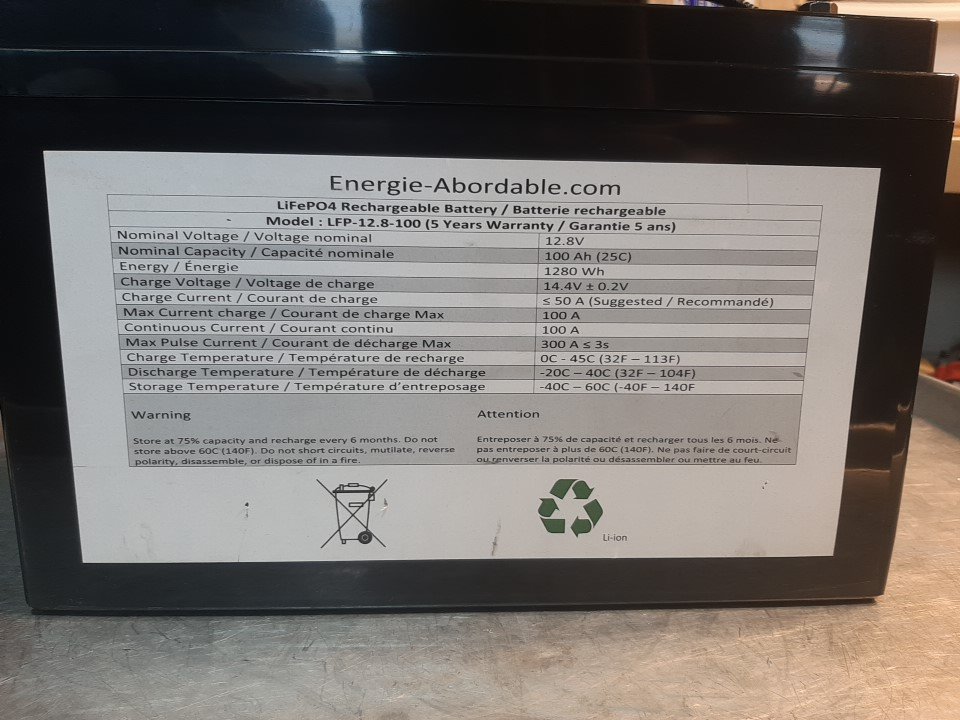 Energie-Abordable.com
LiFePO4 Rechargeable Battery / Batterie rechargeable
Model : LFP-12.8-100 (5 Years Warranty / Garantie 5 ans)
Nominal Voltage / Voltage nominal 12.8V
Nominal Capacity / Capacité nominale 100 Ah (25C)
Energy / Énergie 1280 Wh
Charge Voltage / Voltage de charge 14.4V ± 0.2V
Charge Current / Courant de charge ≤ 50 A (Suggested / Recommandé)
Max Current charge / Courant de charge Max 100 A
Continuous Current / Courant continu 100 A
Max Pulse Current / Courant de décharge Max 300 A ≤ 3s
Charge Temperature / Température de recharge 0C - 45C (32F – 113F)
Discharge Temperature / Température de décharge -20C – 40C (32F – 104F)
Storage Temperature / Température d'entreposage -40C – 60C (-40F – 140F
Warning
Store at 75% capacity and recharge every 6 months. Do not
store above 60C (140F). Do not short circuits, mutilate, reverse
polarity, disassemble, or dispose of in a fire.
Attention
Entreposer à 75% de capacité et recharger tous les 6 mois. Ne
pas entreposer à plus de 60C (140F). Ne pas faire de court-circuit
ou renverser la polarité ou désassembler ou mettre au feu.
Li-ion